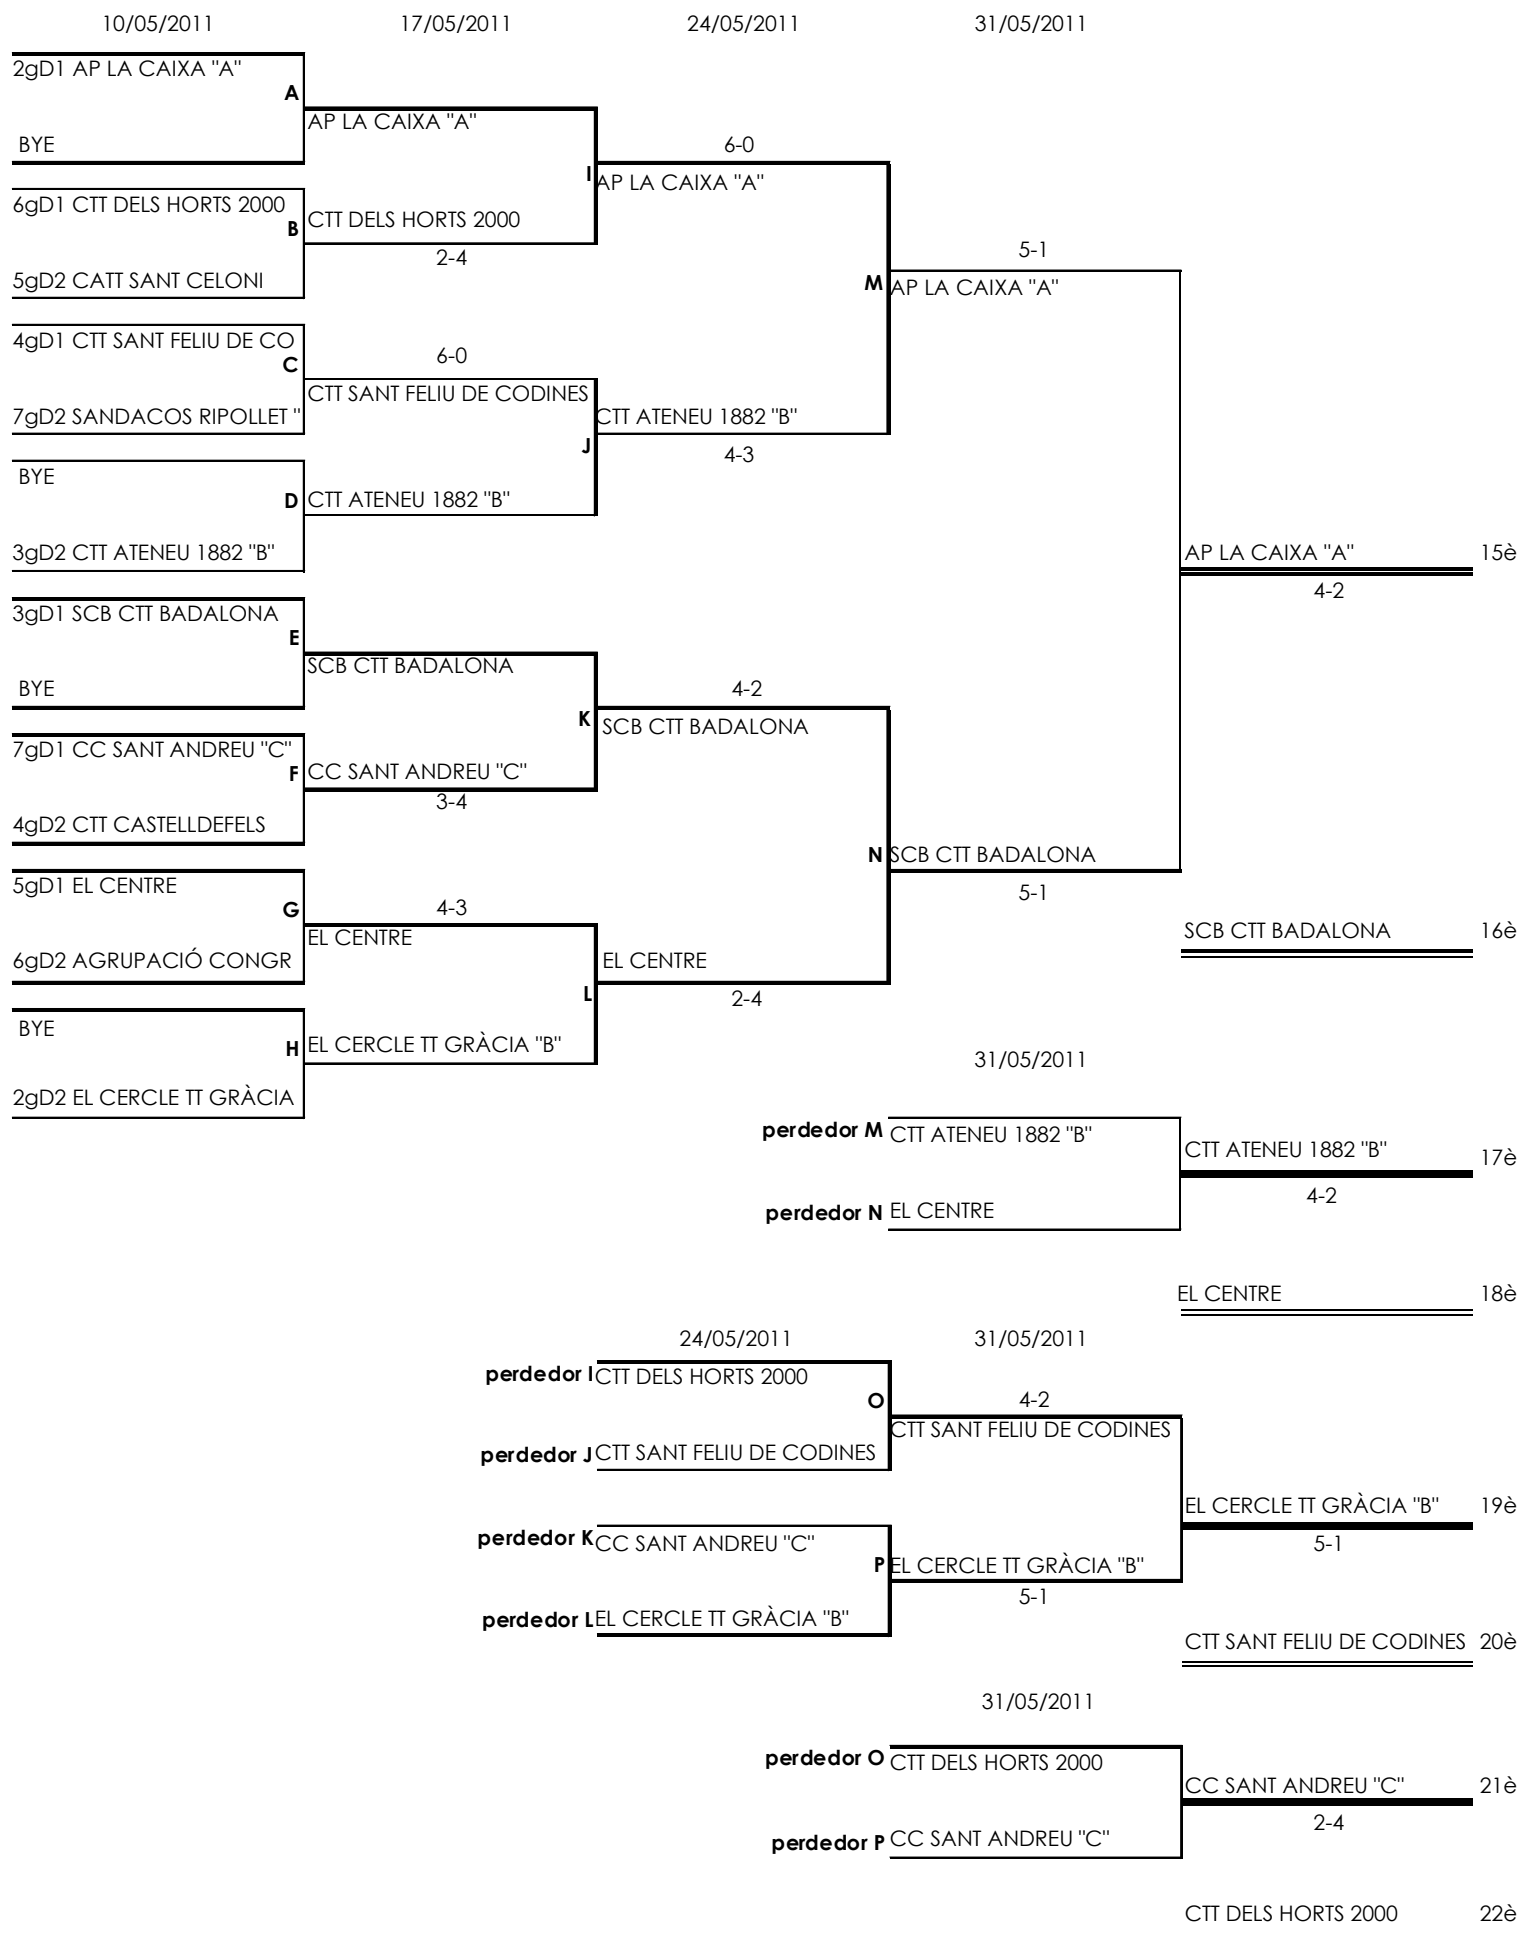 10/05/2011 17/05/2011 24/05/2011 31/05/2011
2gD1 AP LA CAIXA "A"
A
AP LA CAIXA "A"
BYE
6-0
I
AP LA CAIXA "A"
6gD1 CTT DELS HORTS 2000
B
CTT DELS HORTS 2000
2-4
5-1
5gD2 CATT SANT CELONI
M
AP LA CAIXA "A"
4gD1 CTT SANT FELIU DE CO
C
6-0
CTT SANT FELIU DE CODINES
7gD2 SANDACOS RIPOLLET "
CTT ATENEU 1882 "B"
J
4-3
BYE
D
CTT ATENEU 1882 "B"
3gD2 CTT ATENEU 1882 "B"
AP LA CAIXA "A" 15è
4-2
3gD1 SCB CTT BADALONA
E
SCB CTT BADALONA
BYE
4-2
K
SCB CTT BADALONA
7gD1 CC SANT ANDREU "C"
F
CC SANT ANDREU "C"
3-4
4gD2 CTT CASTELLDEFELS
N
SCB CTT BADALONA
5-1
5gD1 EL CENTRE
G
4-3
EL CENTRE
SCB CTT BADALONA 16è
6gD2 AGRUPACIÓ CONGR
EL CENTRE
L
2-4
BYE
H
EL CERCLE TT GRÀCIA "B"
31/05/2011
2gD2 EL CERCLE TT GRÀCIA
perdedor M CTT ATENEU 1882 "B"
CTT ATENEU 1882 "B" 17è
4-2
perdedor N EL CENTRE
EL CENTRE 18è
24/05/2011 31/05/2011
perdedor I CTT DELS HORTS 2000
O
4-2
CTT SANT FELIU DE CODINES
perdedor J CTT SANT FELIU DE CODINES
EL CERCLE TT GRÀCIA "B" 19è
5-1
perdedor K CC SANT ANDREU "C"
P
EL CERCLE TT GRÀCIA "B"
5-1
perdedor L EL CERCLE TT GRÀCIA "B"
CTT SANT FELIU DE CODINES 20è
31/05/2011
perdedor O CTT DELS HORTS 2000
CC SANT ANDREU "C" 21è
2-4
perdedor P CC SANT ANDREU "C"
CTT DELS HORTS 2000 22è